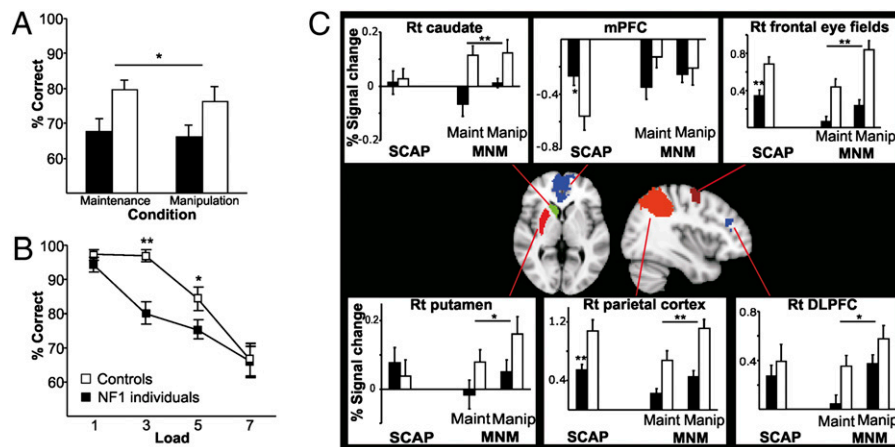 A
% Correct
100
90
80
70
60
*
Maintenance Manipulation
Condition
B
% Correct
100
90
80
70
60
**
*
Controls
NF1 individuals
1 3 5 7
Load
C
Rt caudate
% Signal change
0.2
0
-0.2
**
Maint Manip
SCAP MNM
mPFC
-0.4
-0.8
*
Maint Manip
SCAP MNM
Rt frontal eye fields
0.8
0.4
**
**
Maint Manip
SCAP MNM
Rt putamen
% Signal change
0.2
0
*
Maint Manip
SCAP MNM
Rt parietal cortex
1.2
0.4
**
**
Maint Manip
SCAP MNM
Rt DLPFC
0.8
0.4
*
Maint Manip
SCAP MNM